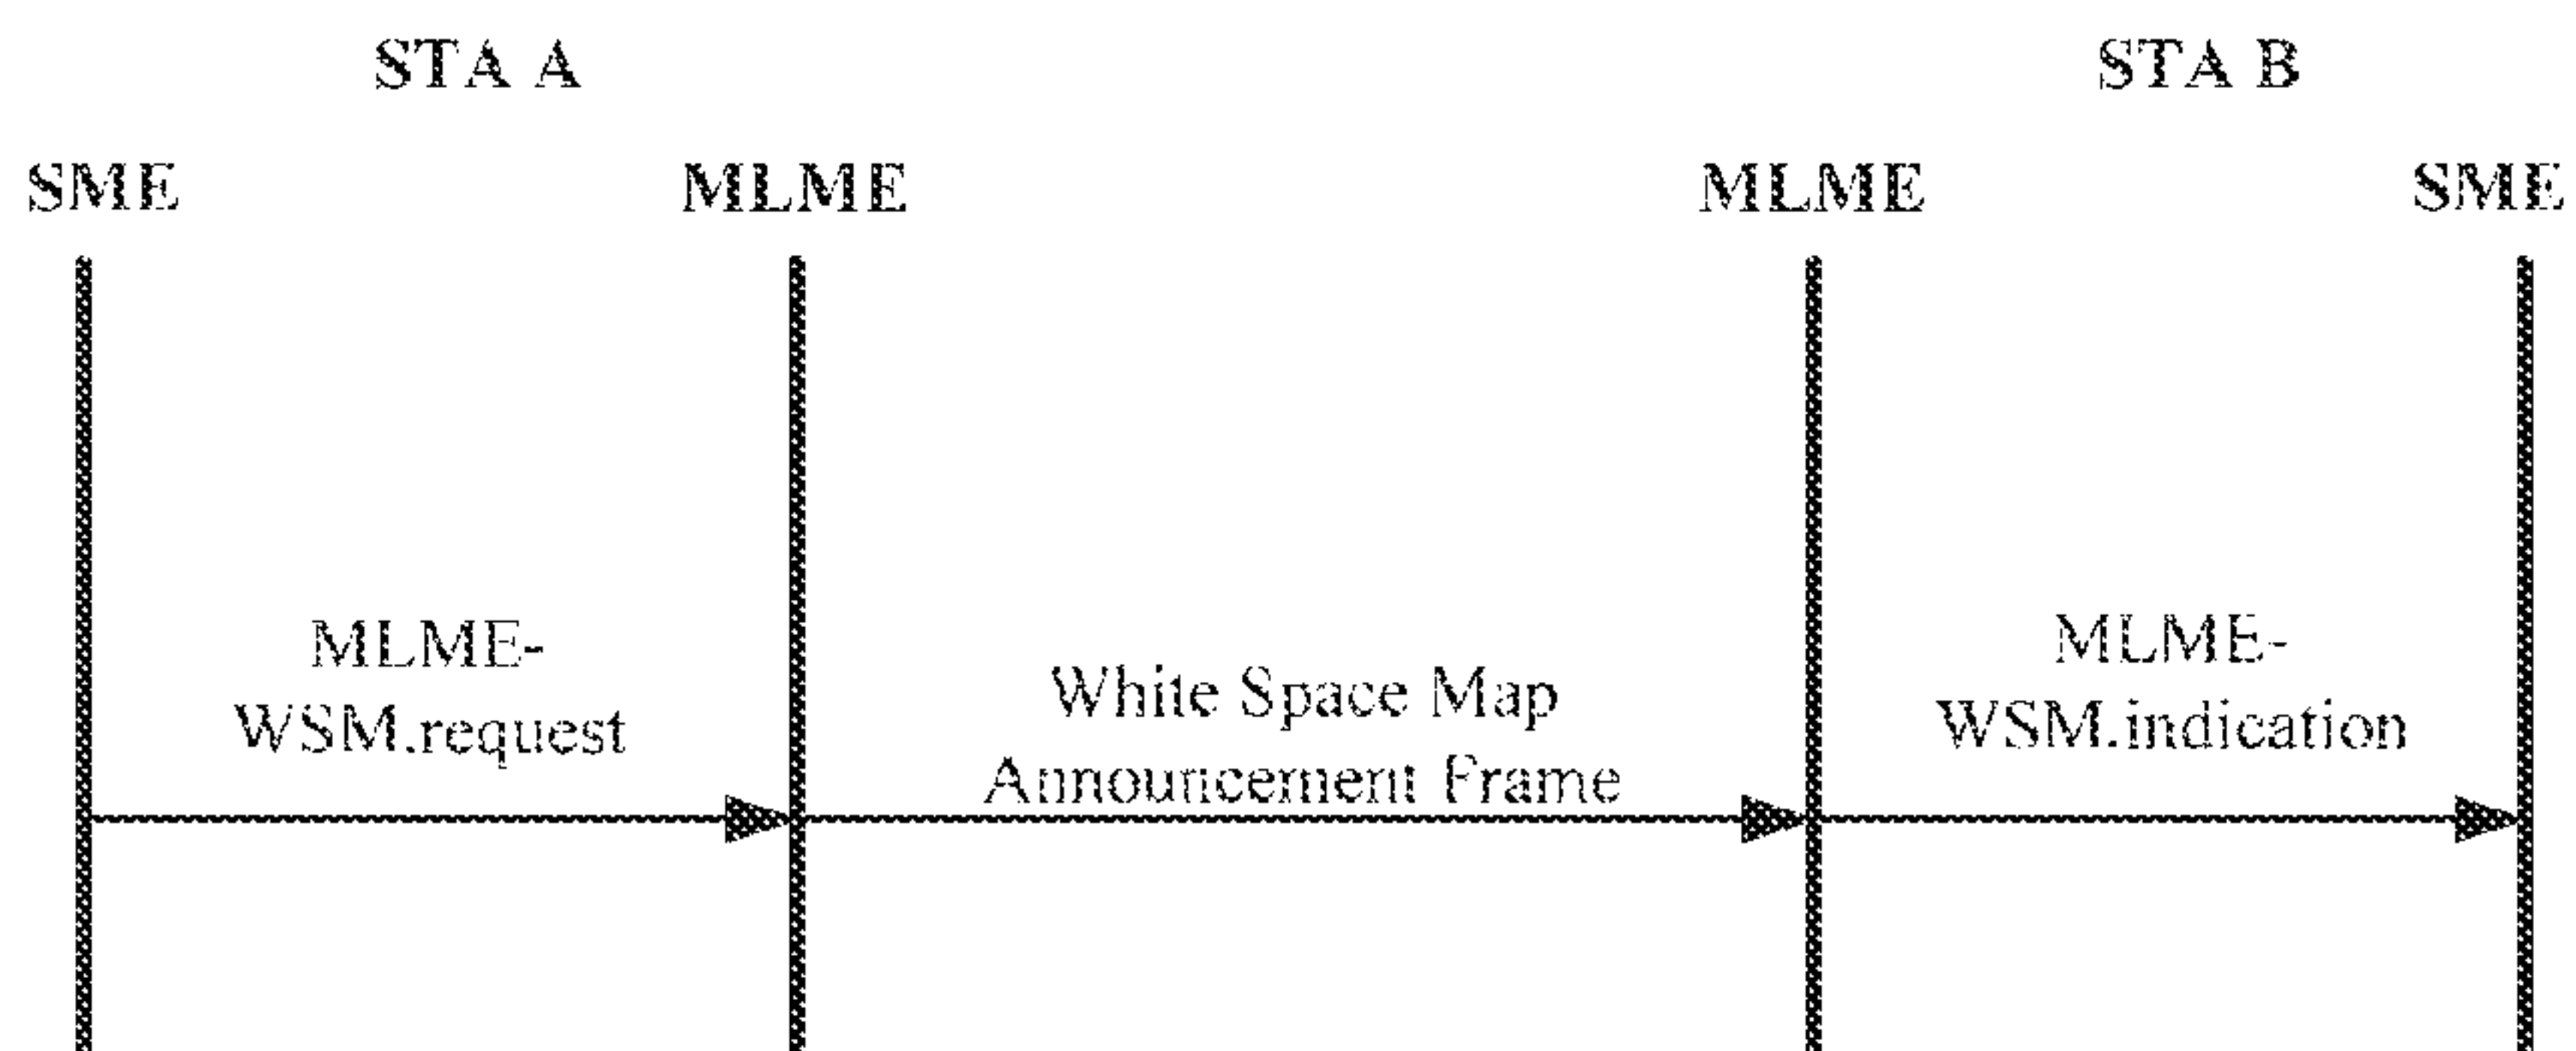 STA A STA B
SME MLME MLME SME
MLME-
WSM.request
White Space Map
Announcement Frame
MLME-
WSM.indication